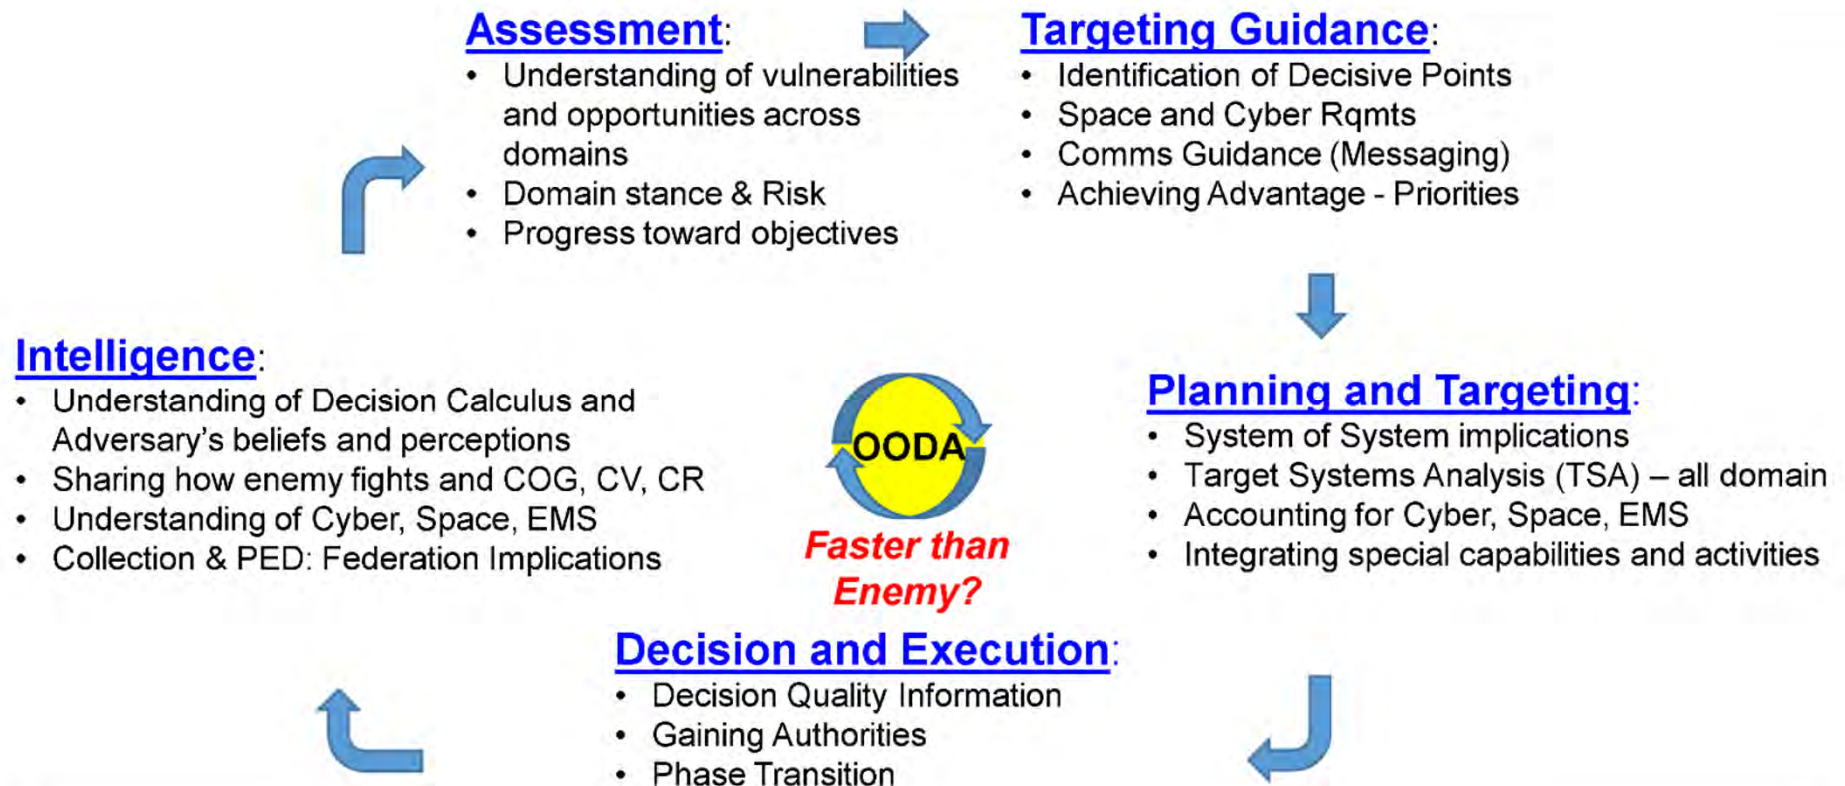 Assessment:
• Understanding of vulnerabilities
and opportunities across
domains
• Domain stance & Risk
• Progress toward objectives
Targeting Guidance:
• Identification of Decisive Points
• Space and Cyber Rqmts
• Comms Guidance (Messaging)
• Achieving Advantage - Priorities
Intelligence:
• Understanding of Decision Calculus and
Adversary's beliefs and perceptions
• Sharing how enemy fights and COG, CV, CR
• Understanding of Cyber, Space, EMS
• Collection & PED: Federation Implications
OODA
Faster than
Enemy?
Planning and Targeting:
• System of System implications
• Target Systems Analysis (TSA) – all domain
• Accounting for Cyber, Space, EMS
• Integrating special capabilities and activities
Decision and Execution:
• Decision Quality Information
• Gaining Authorities
• Phase Transition